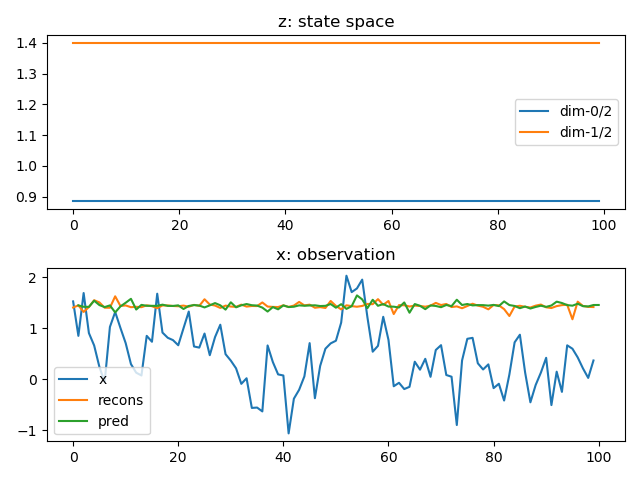 z: state space
1.4
1.3
1.2
1.1
1.0
0.9
dim-0/2
dim-1/2
0 20 40 60 80 100
x: observation
2
1
0
−1
x
recons
pred
0 20 40 60 80 100